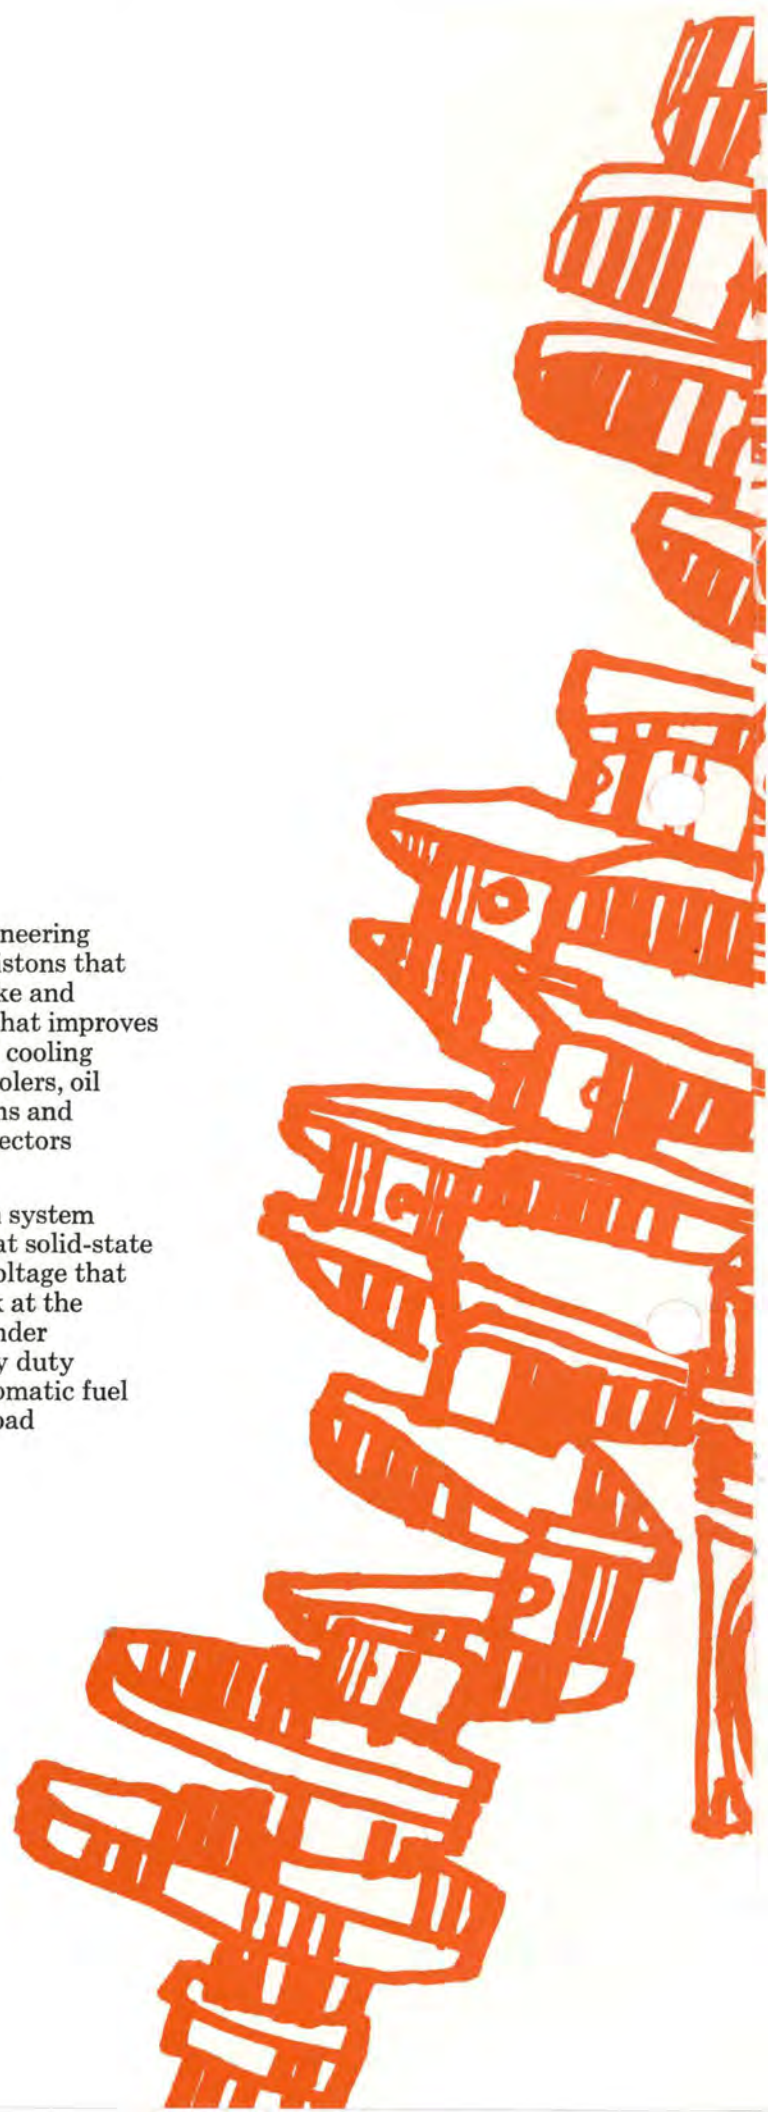 neering
istons that
ke and
hat improves
cooling
olers, oil
ns and
ectors
system
at solid-state
oltage that
k at the
nder
y duty
omatic fuel
oad